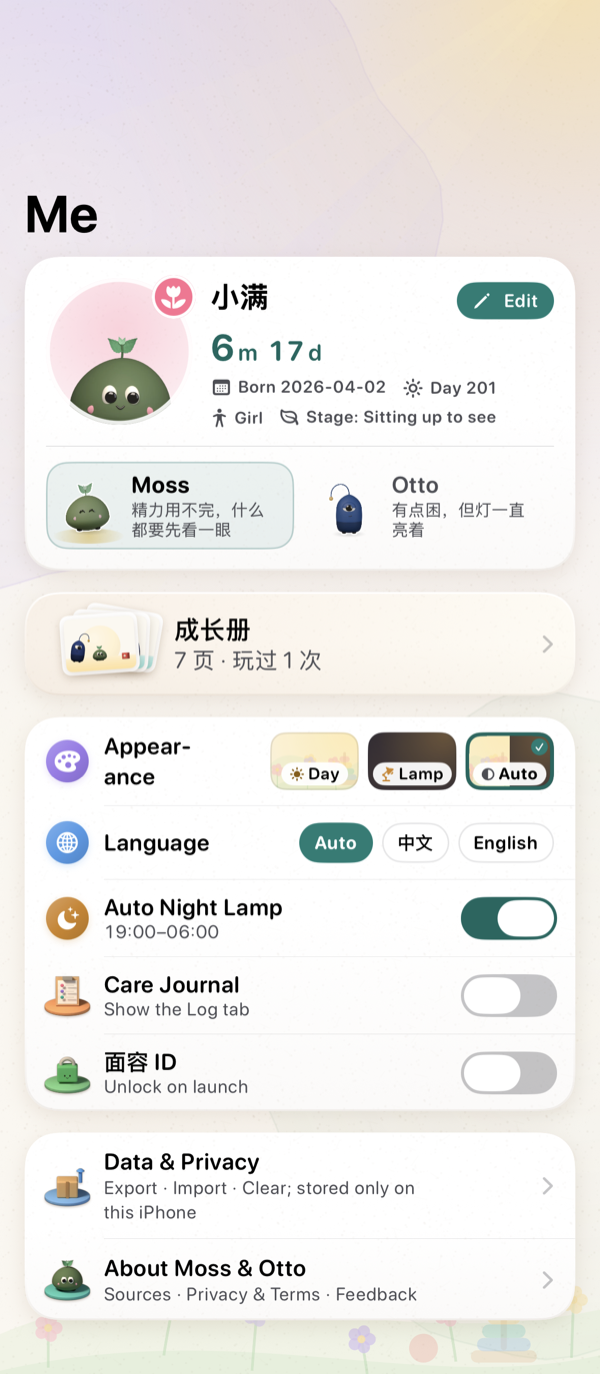 Me
小满
Edit
6m 17d
Born 2026-04-02 Day 201
Girl Stage: Sitting up to see
Moss
精力用不完，什么
都要先看一眼
Otto
有点困，但灯一直
亮着
成长册
7 页 · 玩过 1 次
Appear-
ance
Day
Lamp
Auto
Language
Auto
中文
English
Auto Night Lamp
19:00–06:00
Care Journal
Show the Log tab
面容 ID
Unlock on launch
Data & Privacy
Export · Import · Clear; stored only on
this iPhone
About Moss & Otto
Sources · Privacy & Terms · Feedback